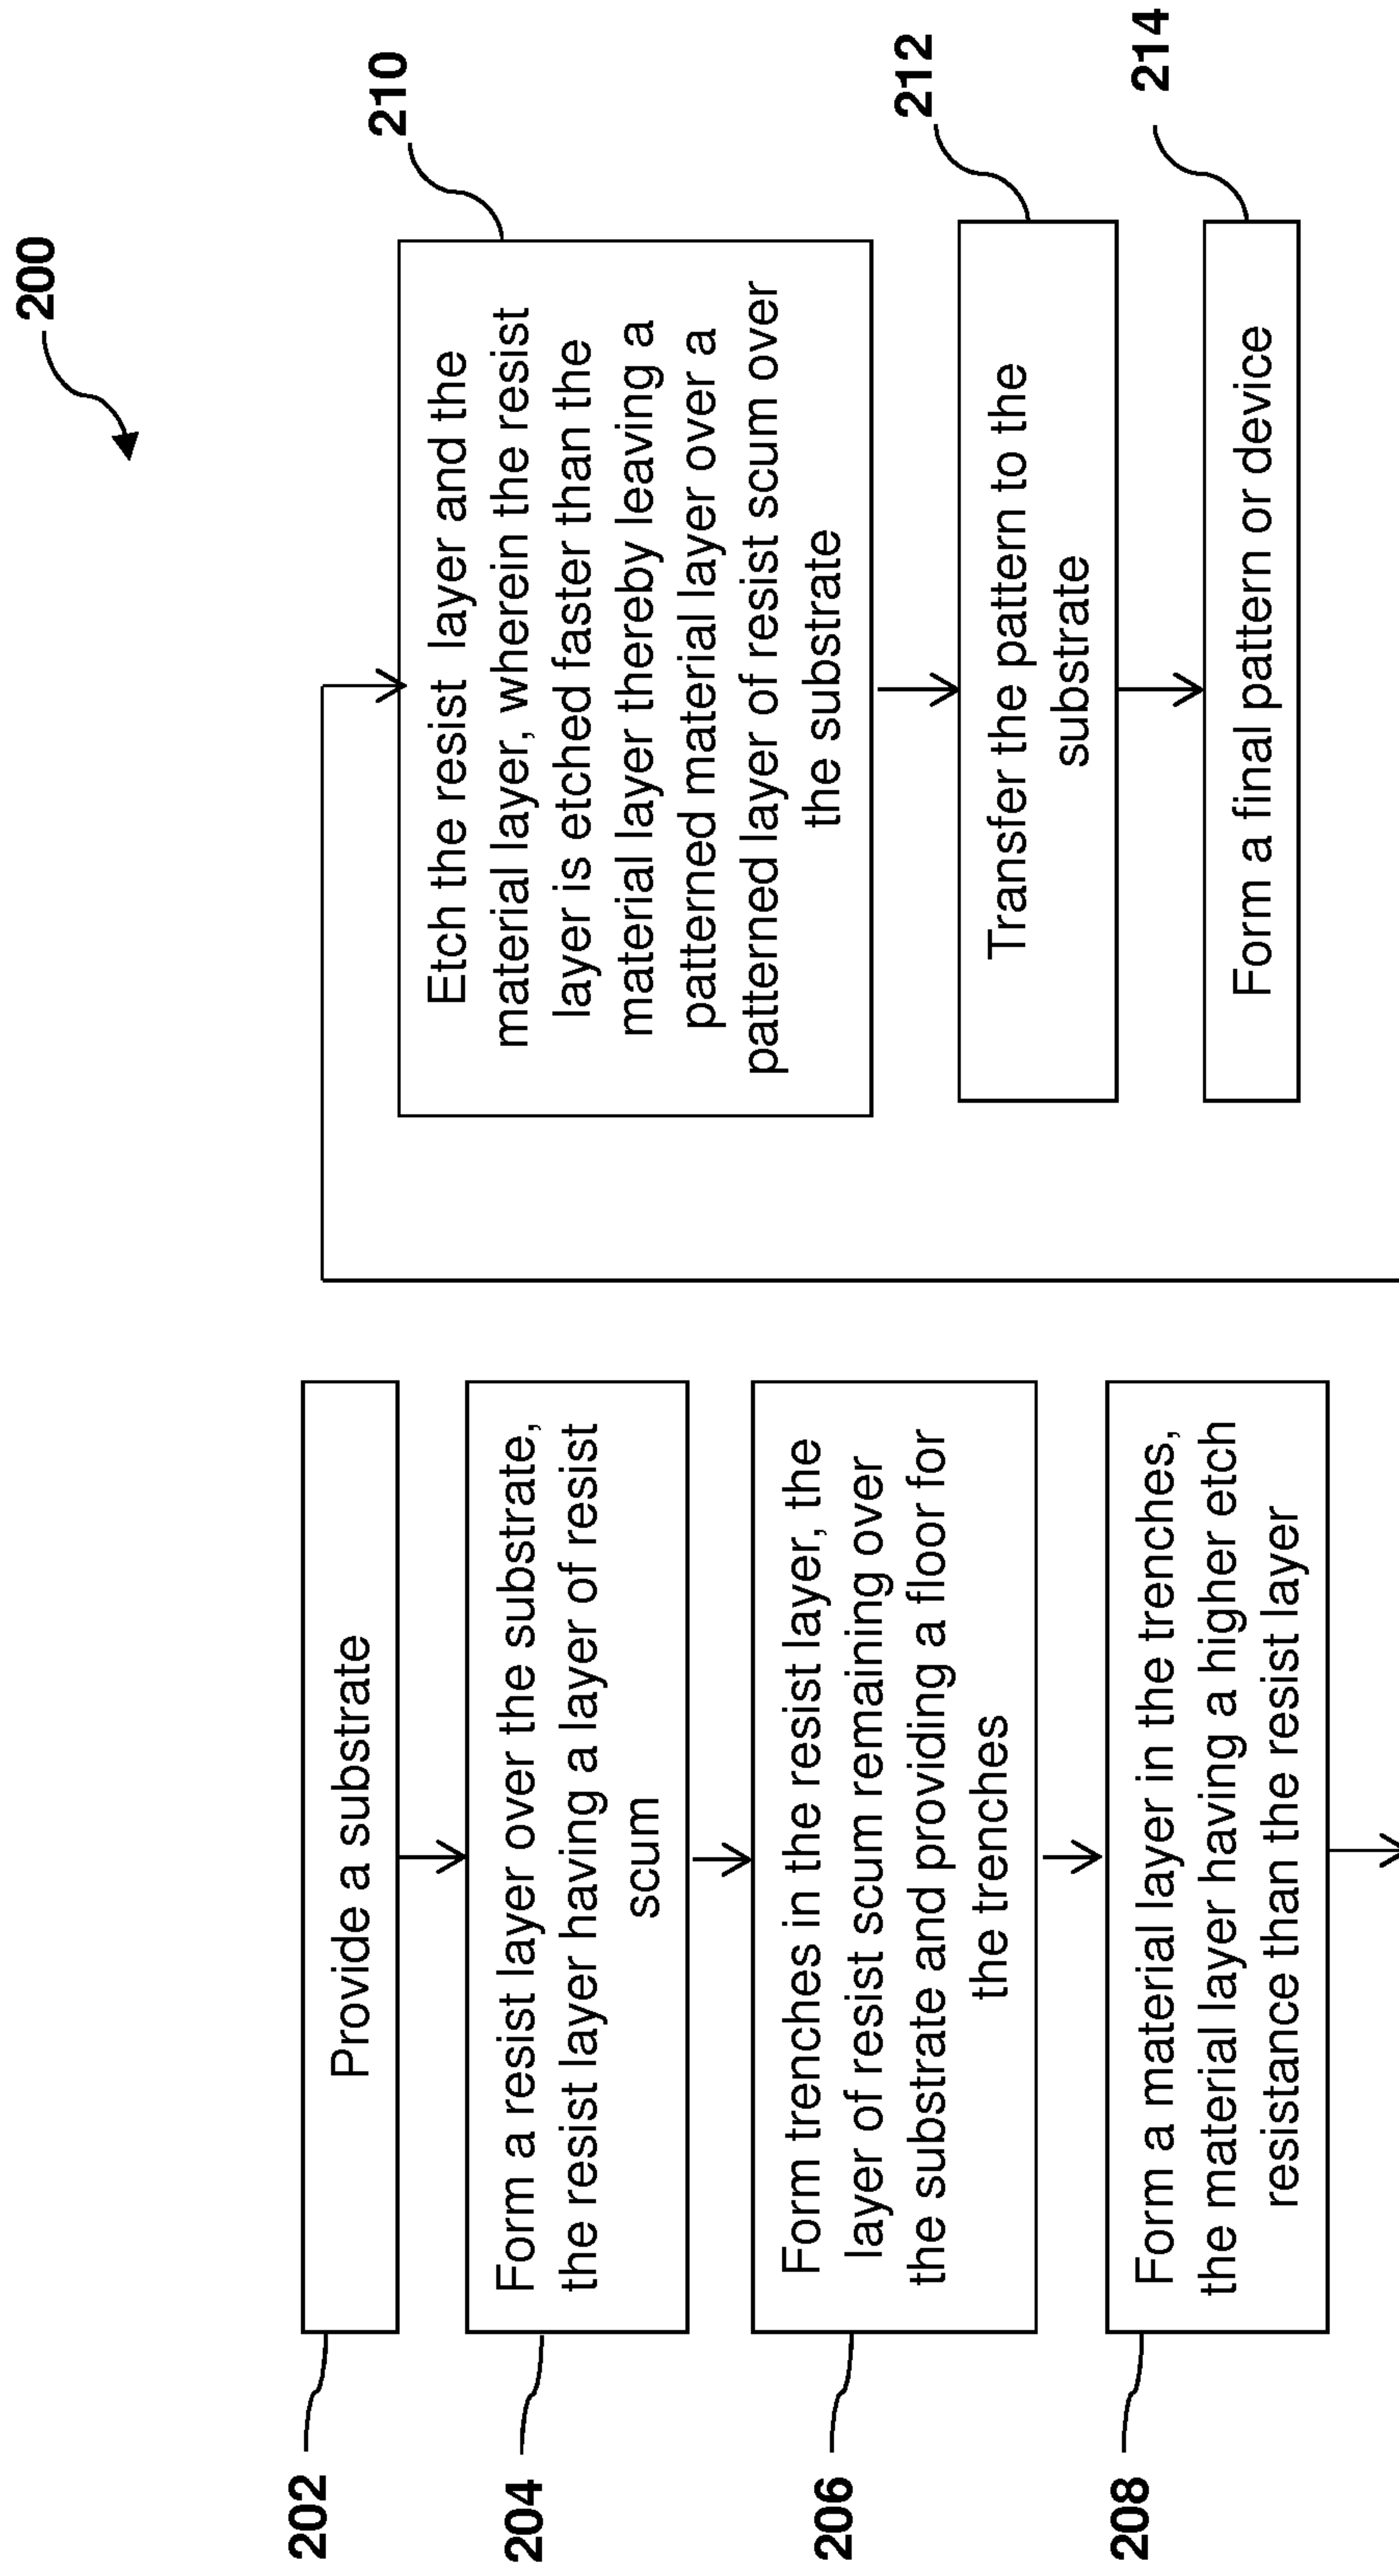 200
202
Provide a substrate
204
Form a resist layer over the substrate,
the resist layer having a layer of resist
scum
206
Form trenches in the resist layer, the
layer of resist scum remaining over
the substrate and providing a floor for
the trenches
208
Form a material layer in the trenches,
the material layer having a higher etch
resistance than the resist layer
210
Etch the resist layer and the
material layer, wherein the resist
layer is etched faster than the
material layer thereby leaving a
patterned material layer over a
patterned layer of resist scum over
the substrate
212
Transfer the pattern to the
substrate
214
Form a final pattern or device